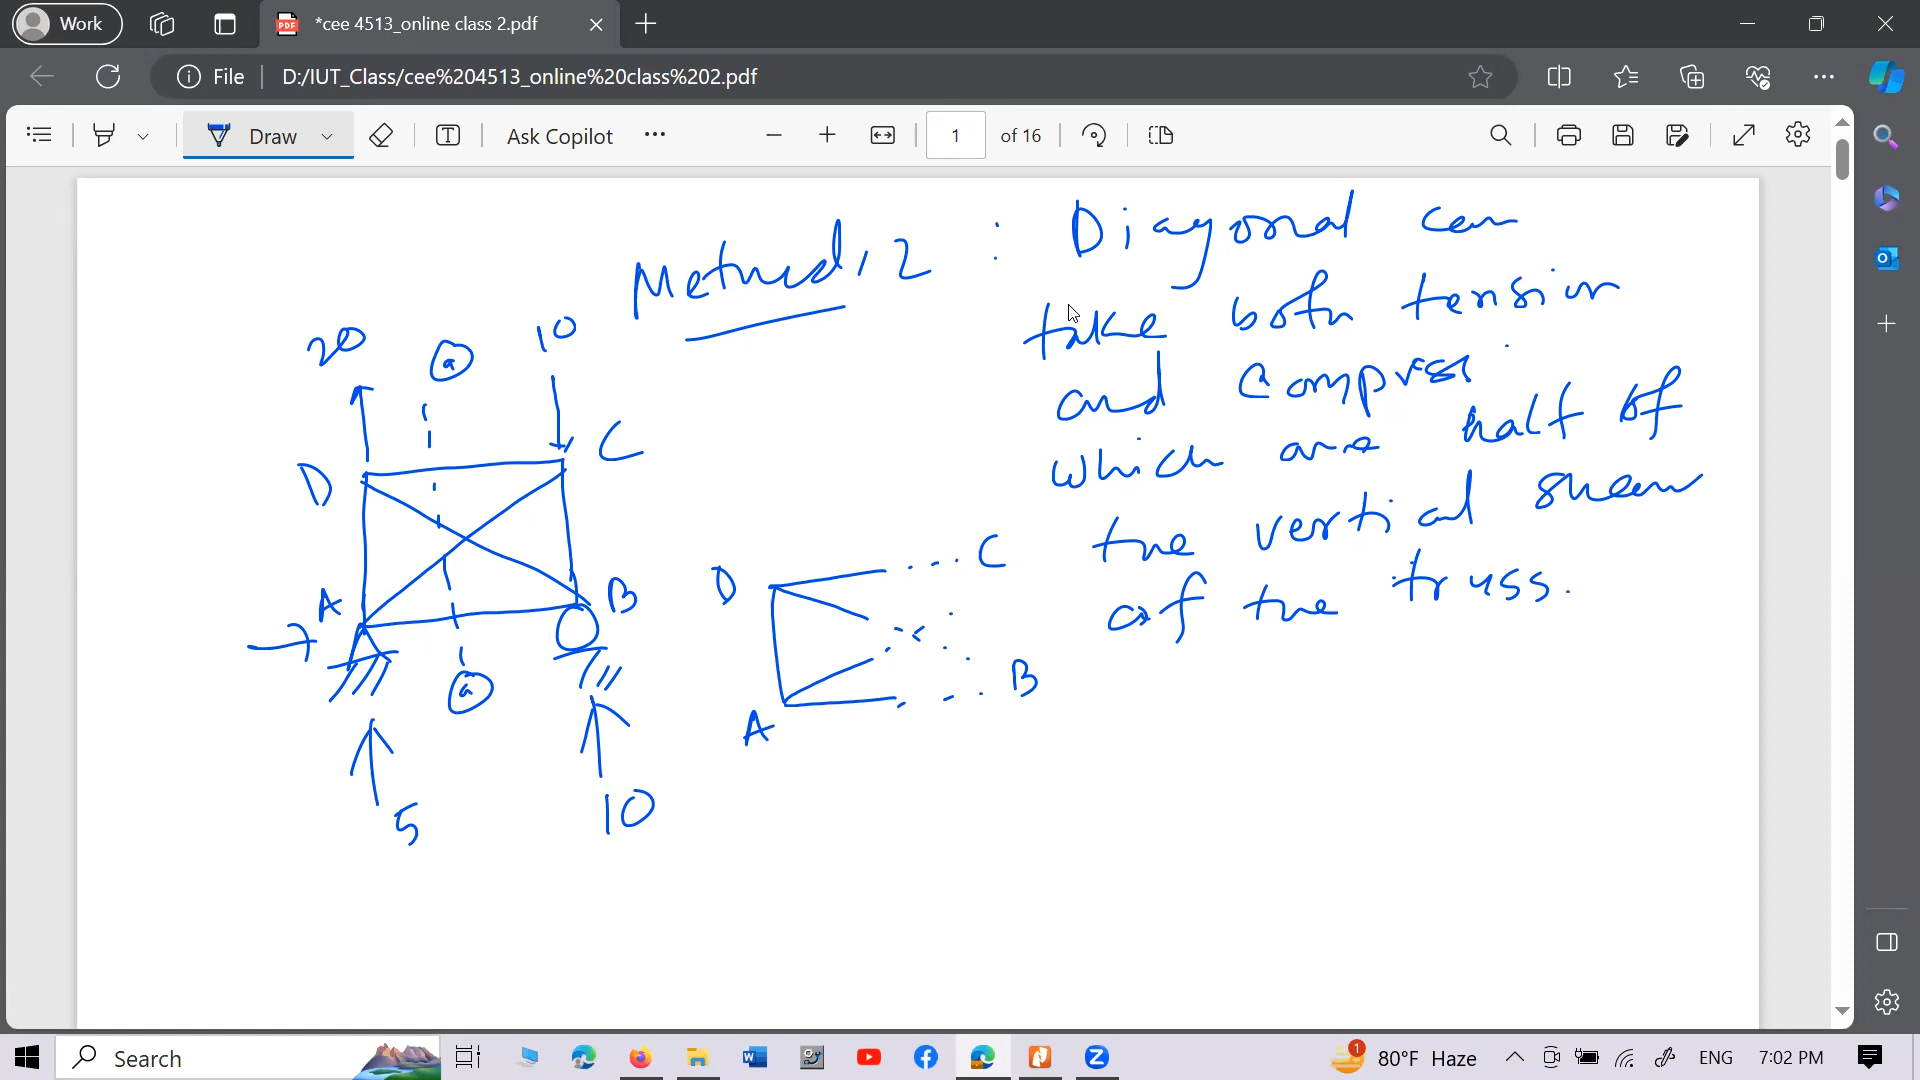 Work
*cee 4513_online class 2.pdf
File
D:/IUT_Class/cee%204513_online%20class%202.pdf
Draw
Ask Copilot
1
of 16
Method, 2 : Diagonal can
take both tension
and compress.
which are half of
the vertical shear
of the truss.
20
a
10
D
C
A
B
a
5
10
D
C
A
B
Search
1
80°F Haze
ENG
7:02 PM